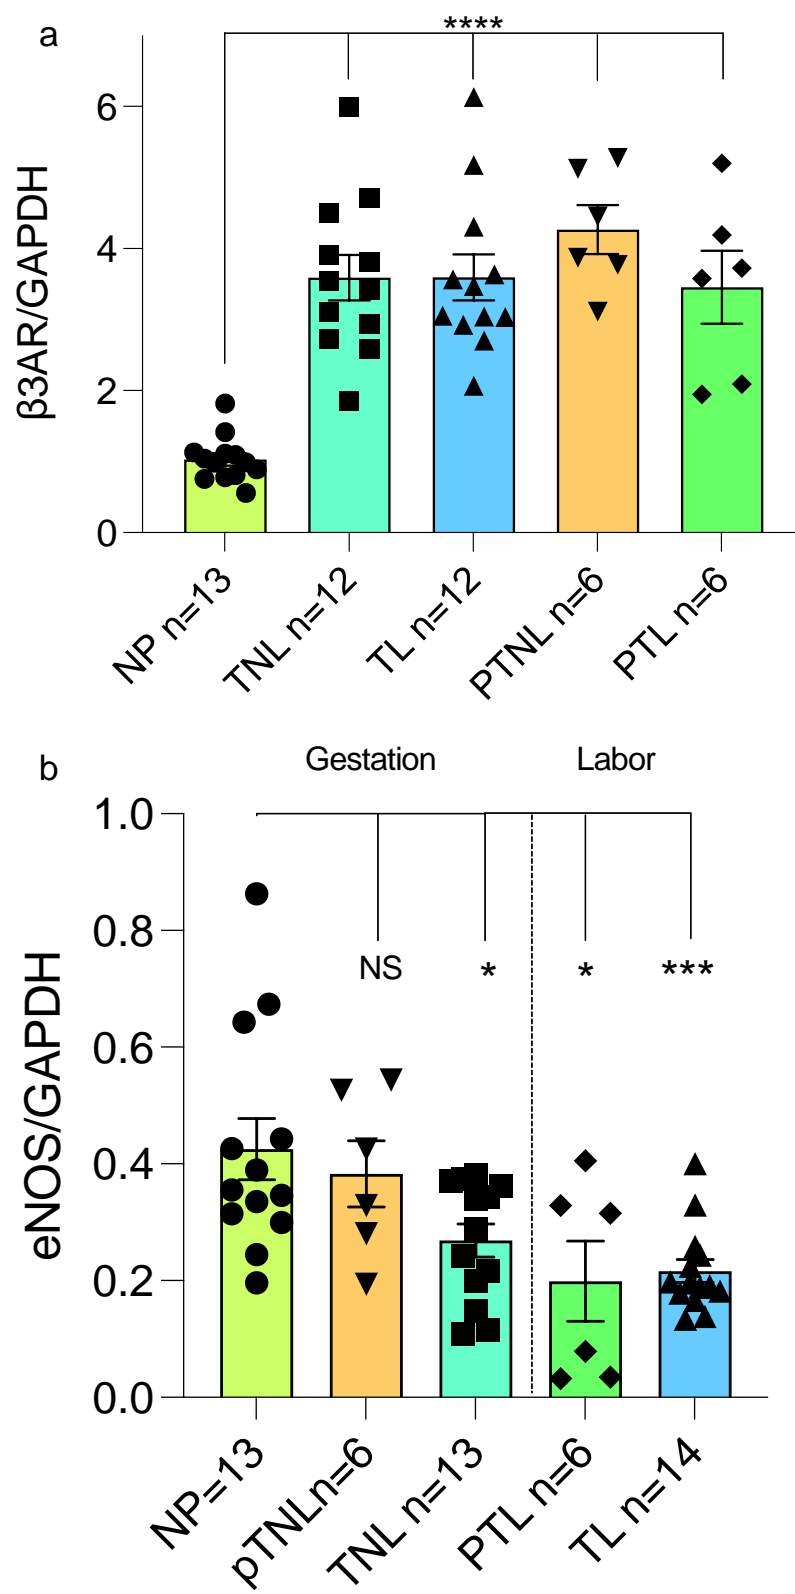 a
****
β3AR/GAPDH
6
4
2
0
NP n=13
TNL n=12
TL n=12
PTNL n=6
PTL n=6
b
Gestation
Labor
eNOS/GAPDH
1.0
0.8
0.6
0.4
0.2
0.0
NS
*
*
***
NP=13
pTNLn=6
TNL n=13
PTL n=6
TL n=14